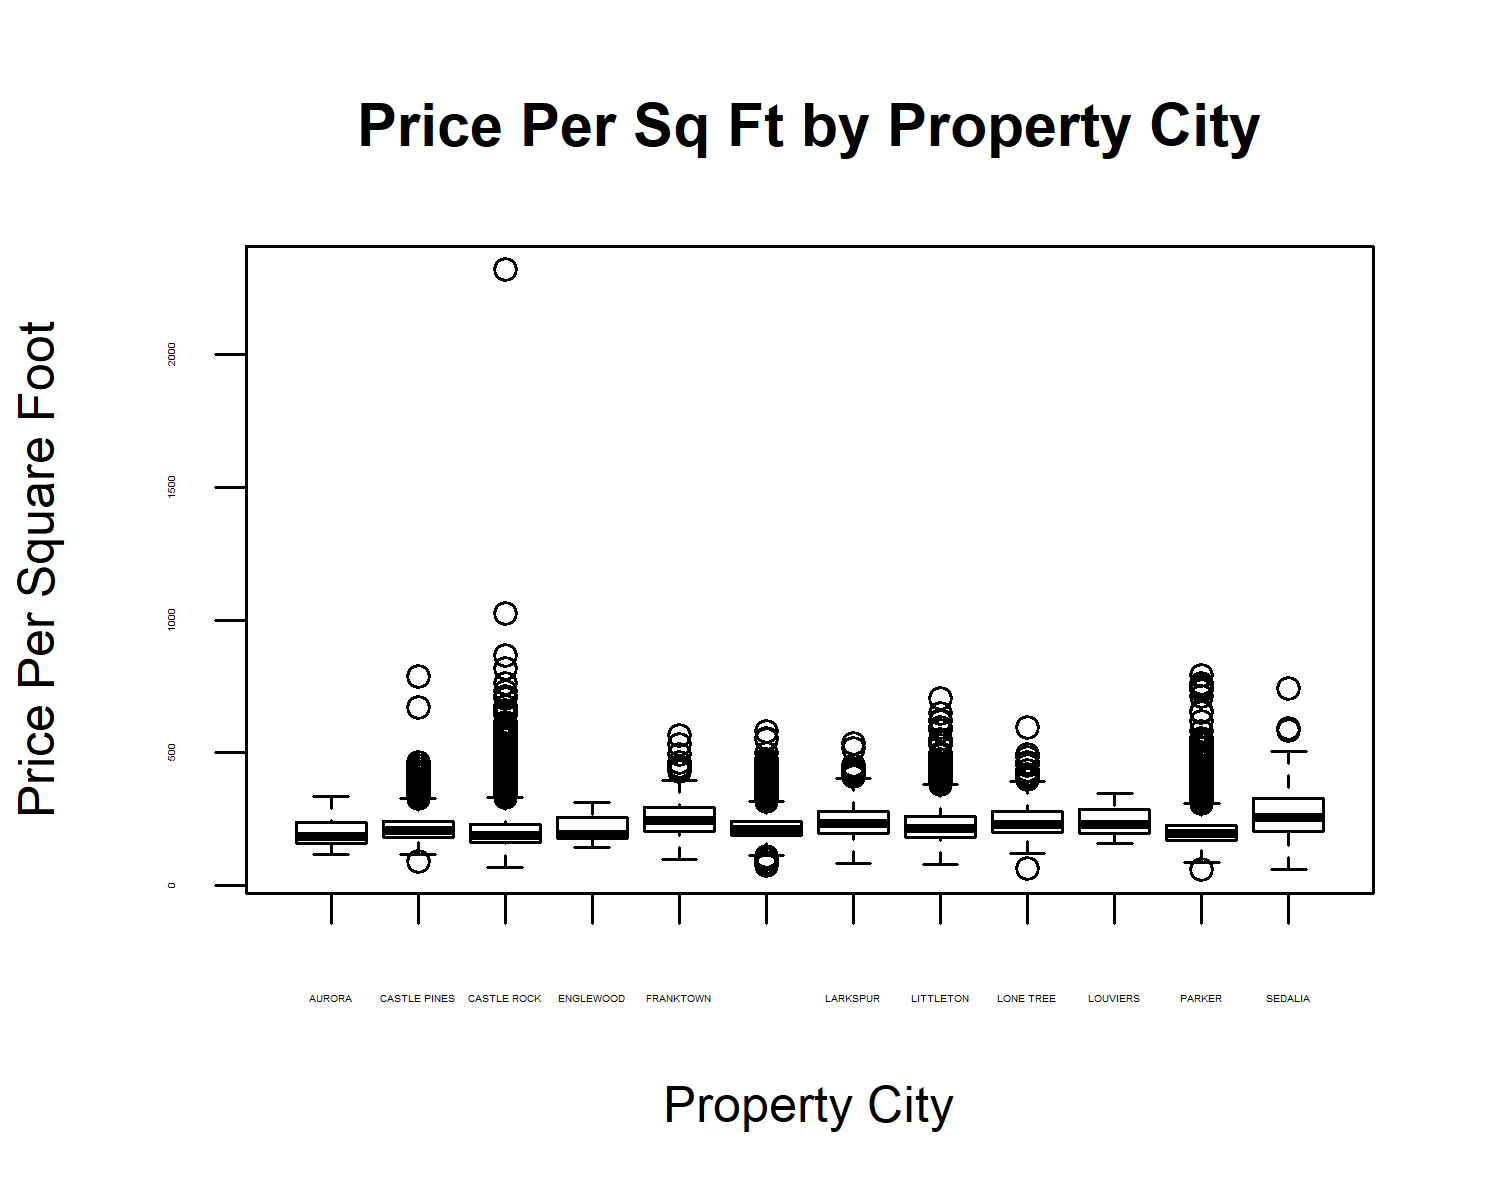 Price Per Sq Ft by Property City
Price Per Square Foot
2000
1500
1000
500
0
AURORA CASTLE PINES CASTLE ROCK ENGLEWOOD FRANKTOWN LARKSPUR LITTLETON LONE TREE LOUVIERS PARKER SEDALIA
Property City